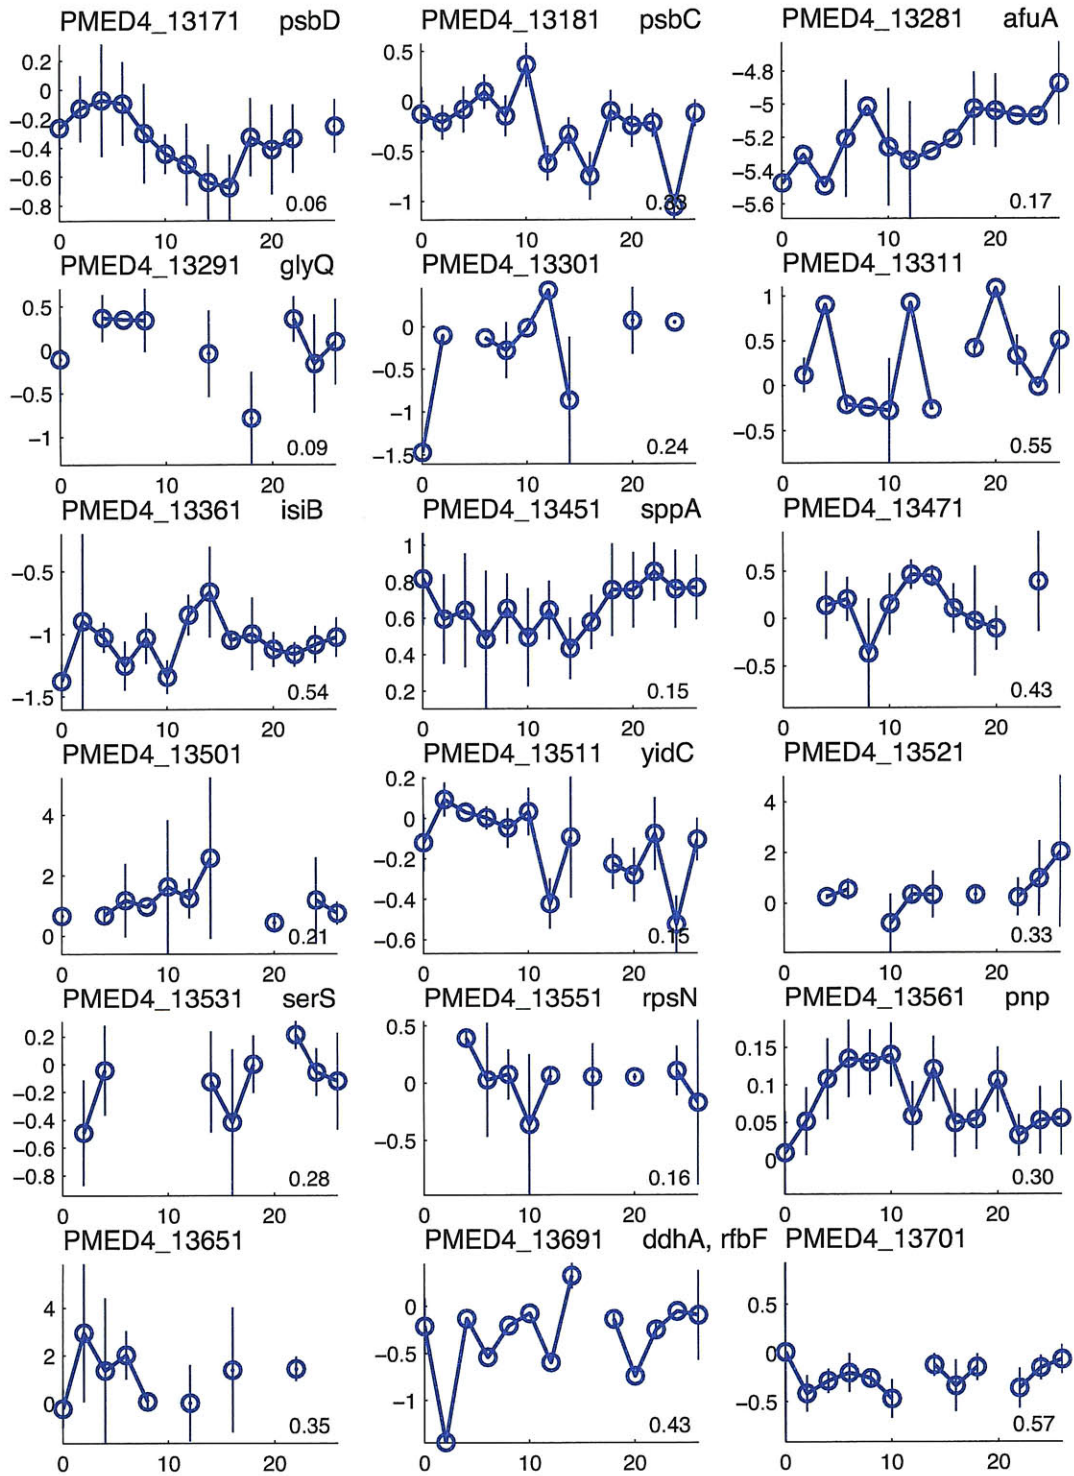 PMED4_13171 psbD PMED4_13181 psbC PMED4_13281 afuA
0.2 0 −0.2 −0.4 −0.6 −0.8 0.06
0.5 0 −0.5 −1
−4.8 −5 −5.2 −5.4 −5.6 0.17
0 10 20 0 10 20 0 10 20
PMED4_13291 glyQ PMED4_13301 PMED4_13311
0.5 0 −0.5 −1 0.09
0 −0.5 −1 −1.5 0.24
1 0.5 0 −0.5 0.55
0 10 20 0 10 20 0 10 20
PMED4_13361 isiB PMED4_13451 sppA PMED4_13471
−0.5 −1 −1.5 0.54
1 0.8 0.6 0.4 0.2 0.15
0.5 0 −0.5 0.43
0 10 20 0 10 20 0 10 20
PMED4_13501 PMED4_13511 yidC PMED4_13521
4 2 0 0.21
0.2 0 −0.2 −0.4 −0.6 0.15
4 2 0 0.33
0 10 20 0 10 20 0 10 20
PMED4_13531 serS PMED4_13551 rpsN PMED4_13561 pnp
0.2 0 −0.2 −0.4 −0.6 −0.8 0.28
0.5 0 −0.5 0.16
0.15 0.1 0.05 0 0.30
0 10 20 0 10 20 0 10 20
PMED4_13651 PMED4_13691 ddhA, rfbF PMED4_13701
4 2 0 0.35
0 −0.5 −1 0.43
0.5 0 −0.5 0.57
0 10 20 0 10 20 0 10 20